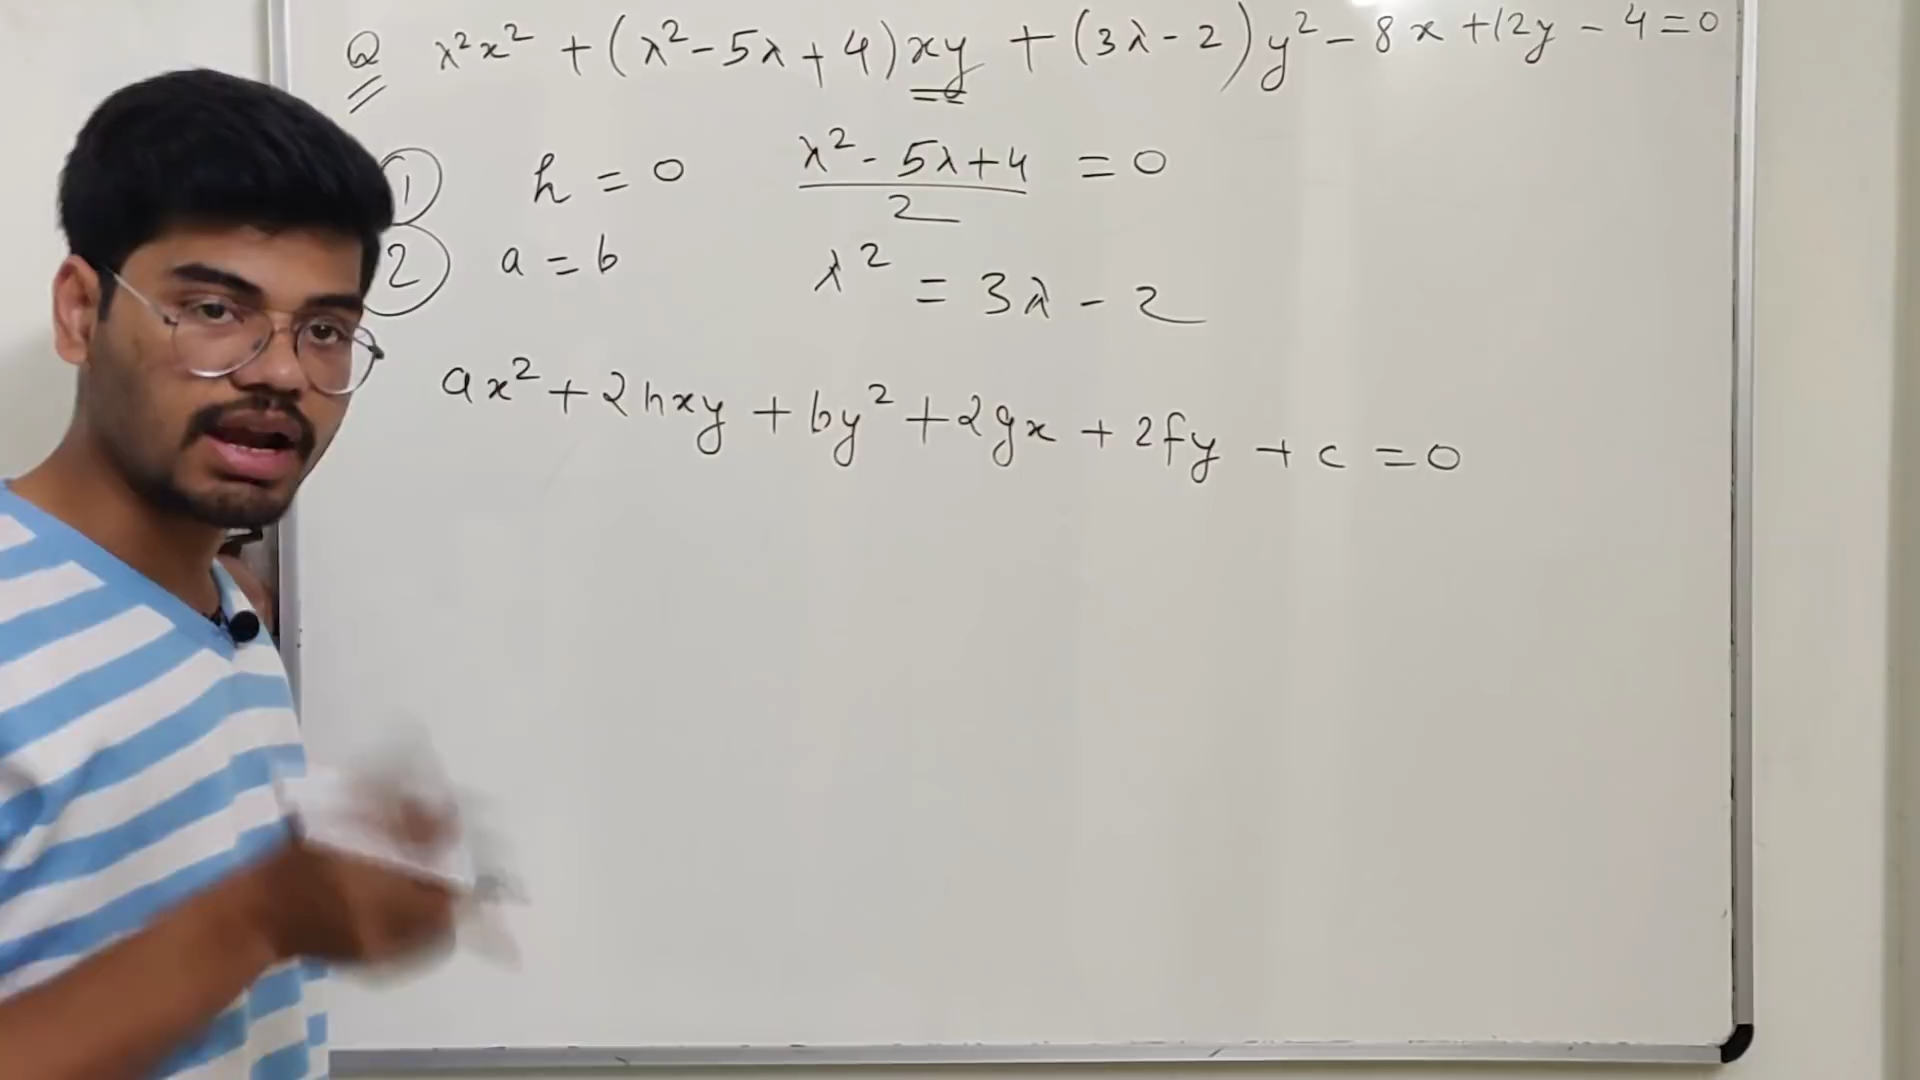 Q λ²x² + (λ² - 5λ + 4)xy + (3λ - 2)y² - 8x + 12y - 4 = 0
1 h = 0 λ² - 5λ + 4 / 2 = 0
2 a = b λ² = 3λ - 2
ax² + 2hxy + by² + 2gx + 2fy + c = 0